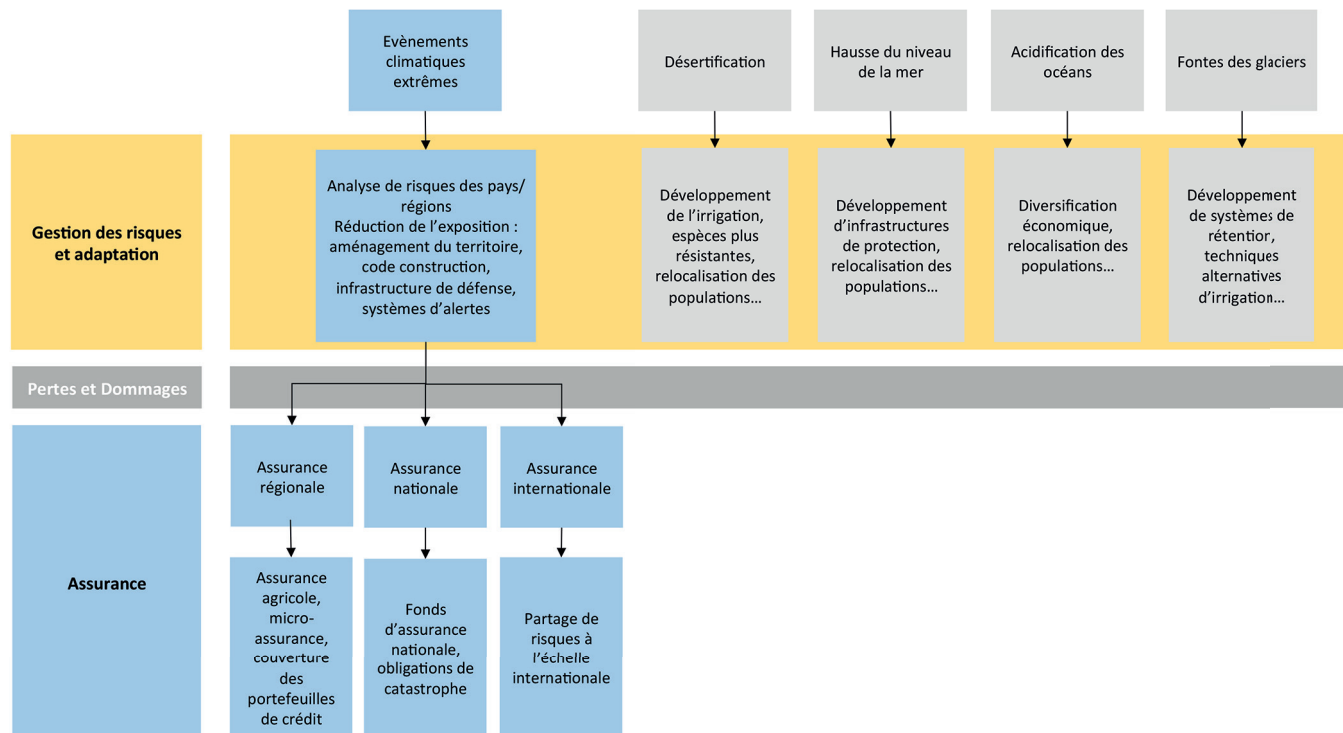 Evènements
climatiques
extrêmes
Désertification
Hausse du niveau
de la mer
Acidification des
océans
Fontes des glaciers
Gestion des risques
et adaptation
Analyse de risques des pays/
régions
Réduction de l’exposition :
aménagement du territoire,
code construction,
infrastructure de défense,
systèmes d’alertes
Développement
de l’irrigation,
espèces plus
résistantes,
relocalisation des
populations…
Développement
d’infrastructures
de protection,
relocalisation des
populations…
Diversification
économique,
relocalisation des
populations…
Développement
de systèmes de
rétention,
techniques
alternatives
d’irrigation…
Pertes et Dommages
Assurance
Assurance
régionale
Assurance
nationale
Assurance
internationale
Assurance
agricole,
micro-
assurance,
couverture
des
portefeuilles
de crédit
Fonds
d’assurance
nationale,
obligations de
catastrophe
Partage de
risques à
l’échelle
internationale